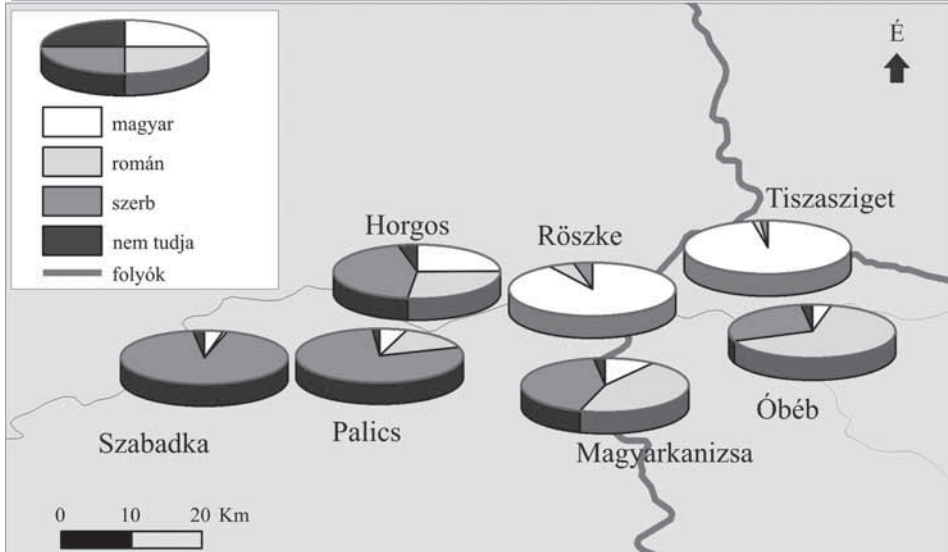 magyar
román
szerb
nem tudja
folyók
É
Tiszasziget
Horgos
Röszke
Szabadka
Palics
Magyarkanizsa
Óbéb
0 10 20 Km